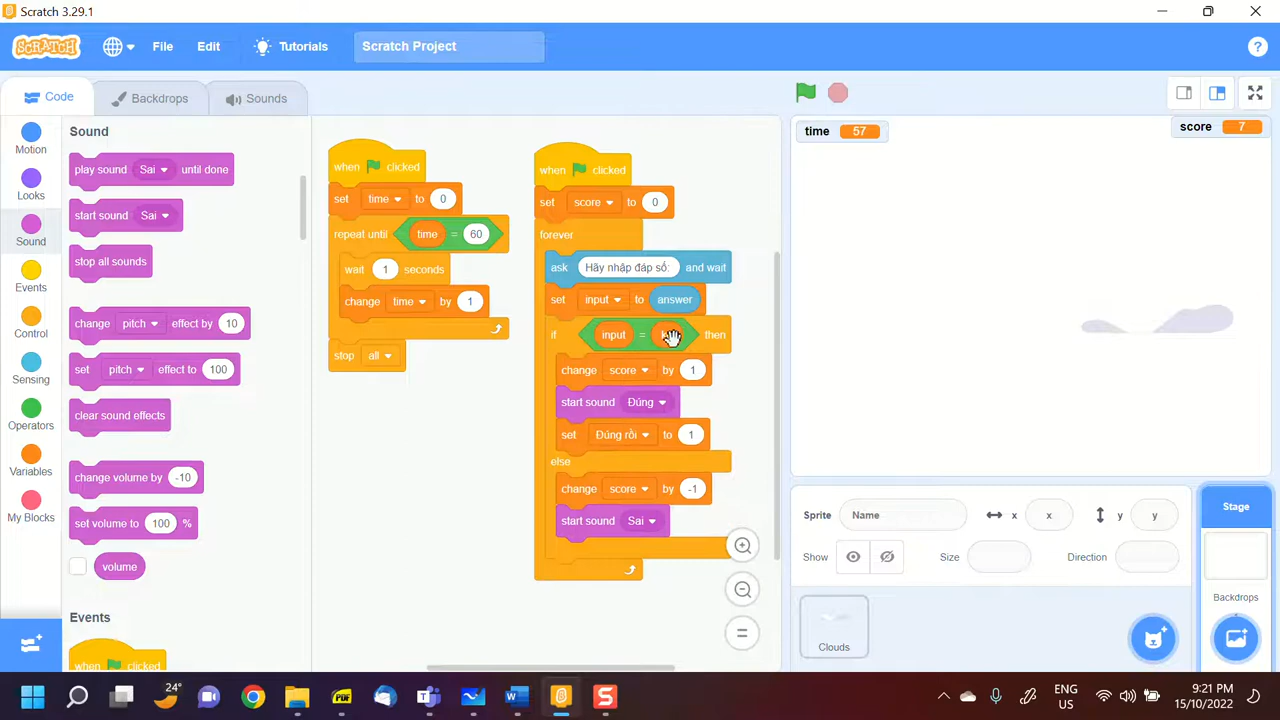 Scratch 3.29.1
SCRATCH
File
Edit
Tutorials
Scratch Project
?
Code
Backdrops
Sounds
Motion
Looks
Sound
Events
Control
Sensing
Operators
Variables
My Blocks
Sound
play sound Sai until done
start sound Sai
stop all sounds
change pitch effect by 10
set pitch effect to 100
clear sound effects
change volume by -10
set volume to 100 %
volume
Events
when clicked
when clicked
set time to 0
repeat until time = 60
wait 1 seconds
change time by 1
stop all
when clicked
set score to 0
forever
ask Hãy nhập đáp số: and wait
set input to answer
if input = then
change score by 1
start sound Đúng
set Đúng rồi to 1
else
change score by -1
start sound Sai
time 57
score 7
Sprite Name
x x
y y
Show
Size
Direction
Clouds
Stage
Backdrops
24°
PDF
W
S
ENG
US
9:21 PM
15/10/2022